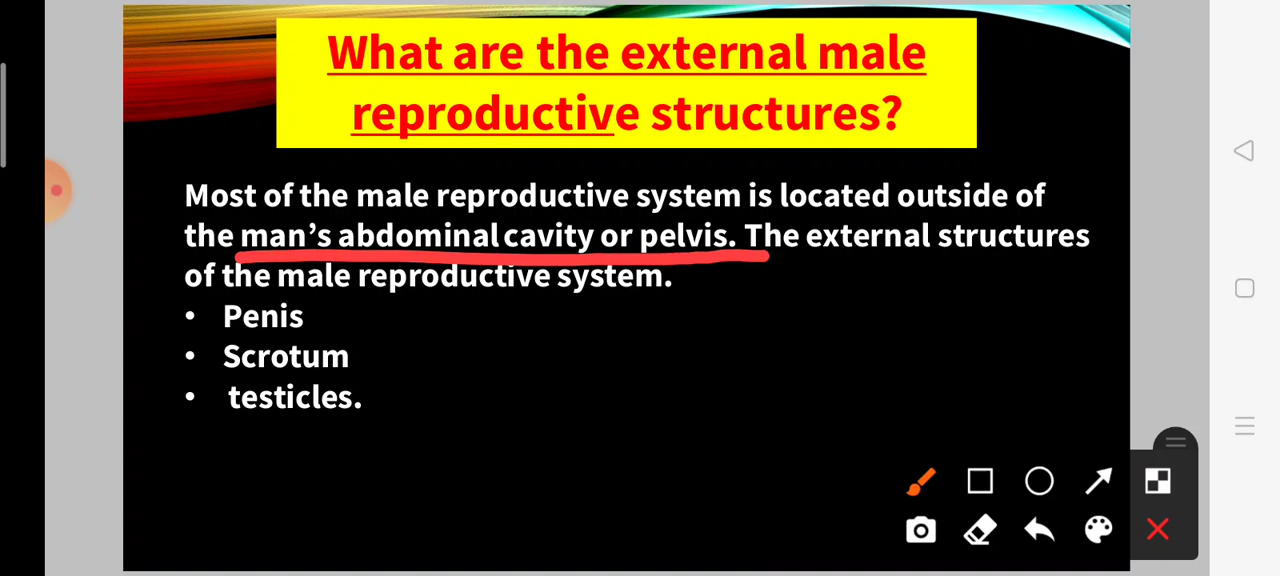 What are the external male
reproductive structures?
Most of the male reproductive system is located outside of
the man’s abdominal cavity or pelvis. The external structures
of the male reproductive system.
• Penis
• Scrotum
• testicles.